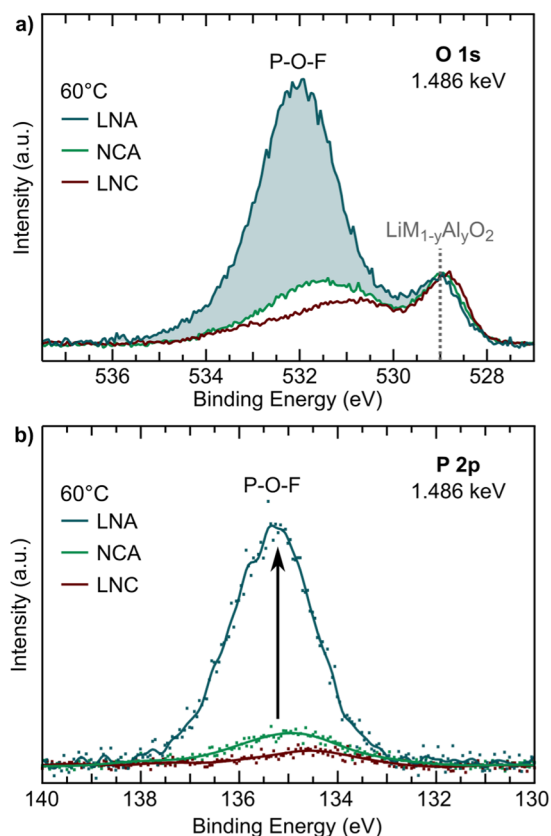 a)
P-O-F
O 1s
1.486 keV
60°C
LNA
NCA
LNC
LiM1-yAlyO2
Intensity (a.u.)
536 534 532 530 528
Binding Energy (eV)
b)
P 2p
1.486 keV
P-O-F
60°C
LNA
NCA
LNC
Intensity (a.u.)
140 138 136 134 132 130
Binding Energy (eV)